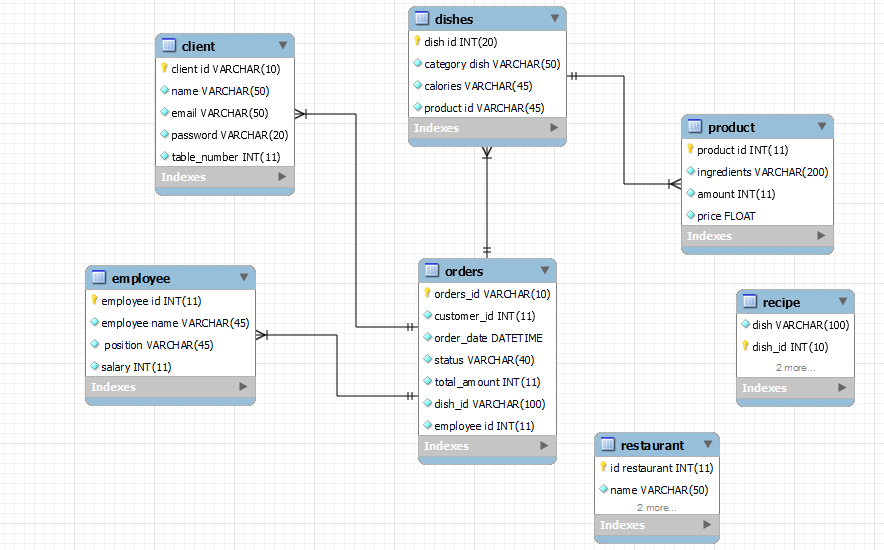 client
client id VARCHAR(10)
name VARCHAR(50)
email VARCHAR(50)
password VARCHAR(20)
table_number INT(11)
Indexes
dishes
dish id INT(20)
category dish VARCHAR(50)
calories VARCHAR(45)
product id VARCHAR(45)
Indexes
product
product id INT(11)
ingredients VARCHAR(200)
amount INT(11)
price FLOAT
Indexes
employee
employee id INT(11)
employee name VARCHAR(45)
position VARCHAR(45)
salary INT(11)
Indexes
orders
orders_id VARCHAR(10)
customer_id INT(11)
order_date DATETIME
status VARCHAR(40)
total_amount INT(11)
dish_id VARCHAR(100)
employee id INT(11)
Indexes
recipe
dish VARCHAR(100)
dish_id INT(10)
2 more...
Indexes
restaurant
id restaurant INT(11)
name VARCHAR(50)
2 more...
Indexes